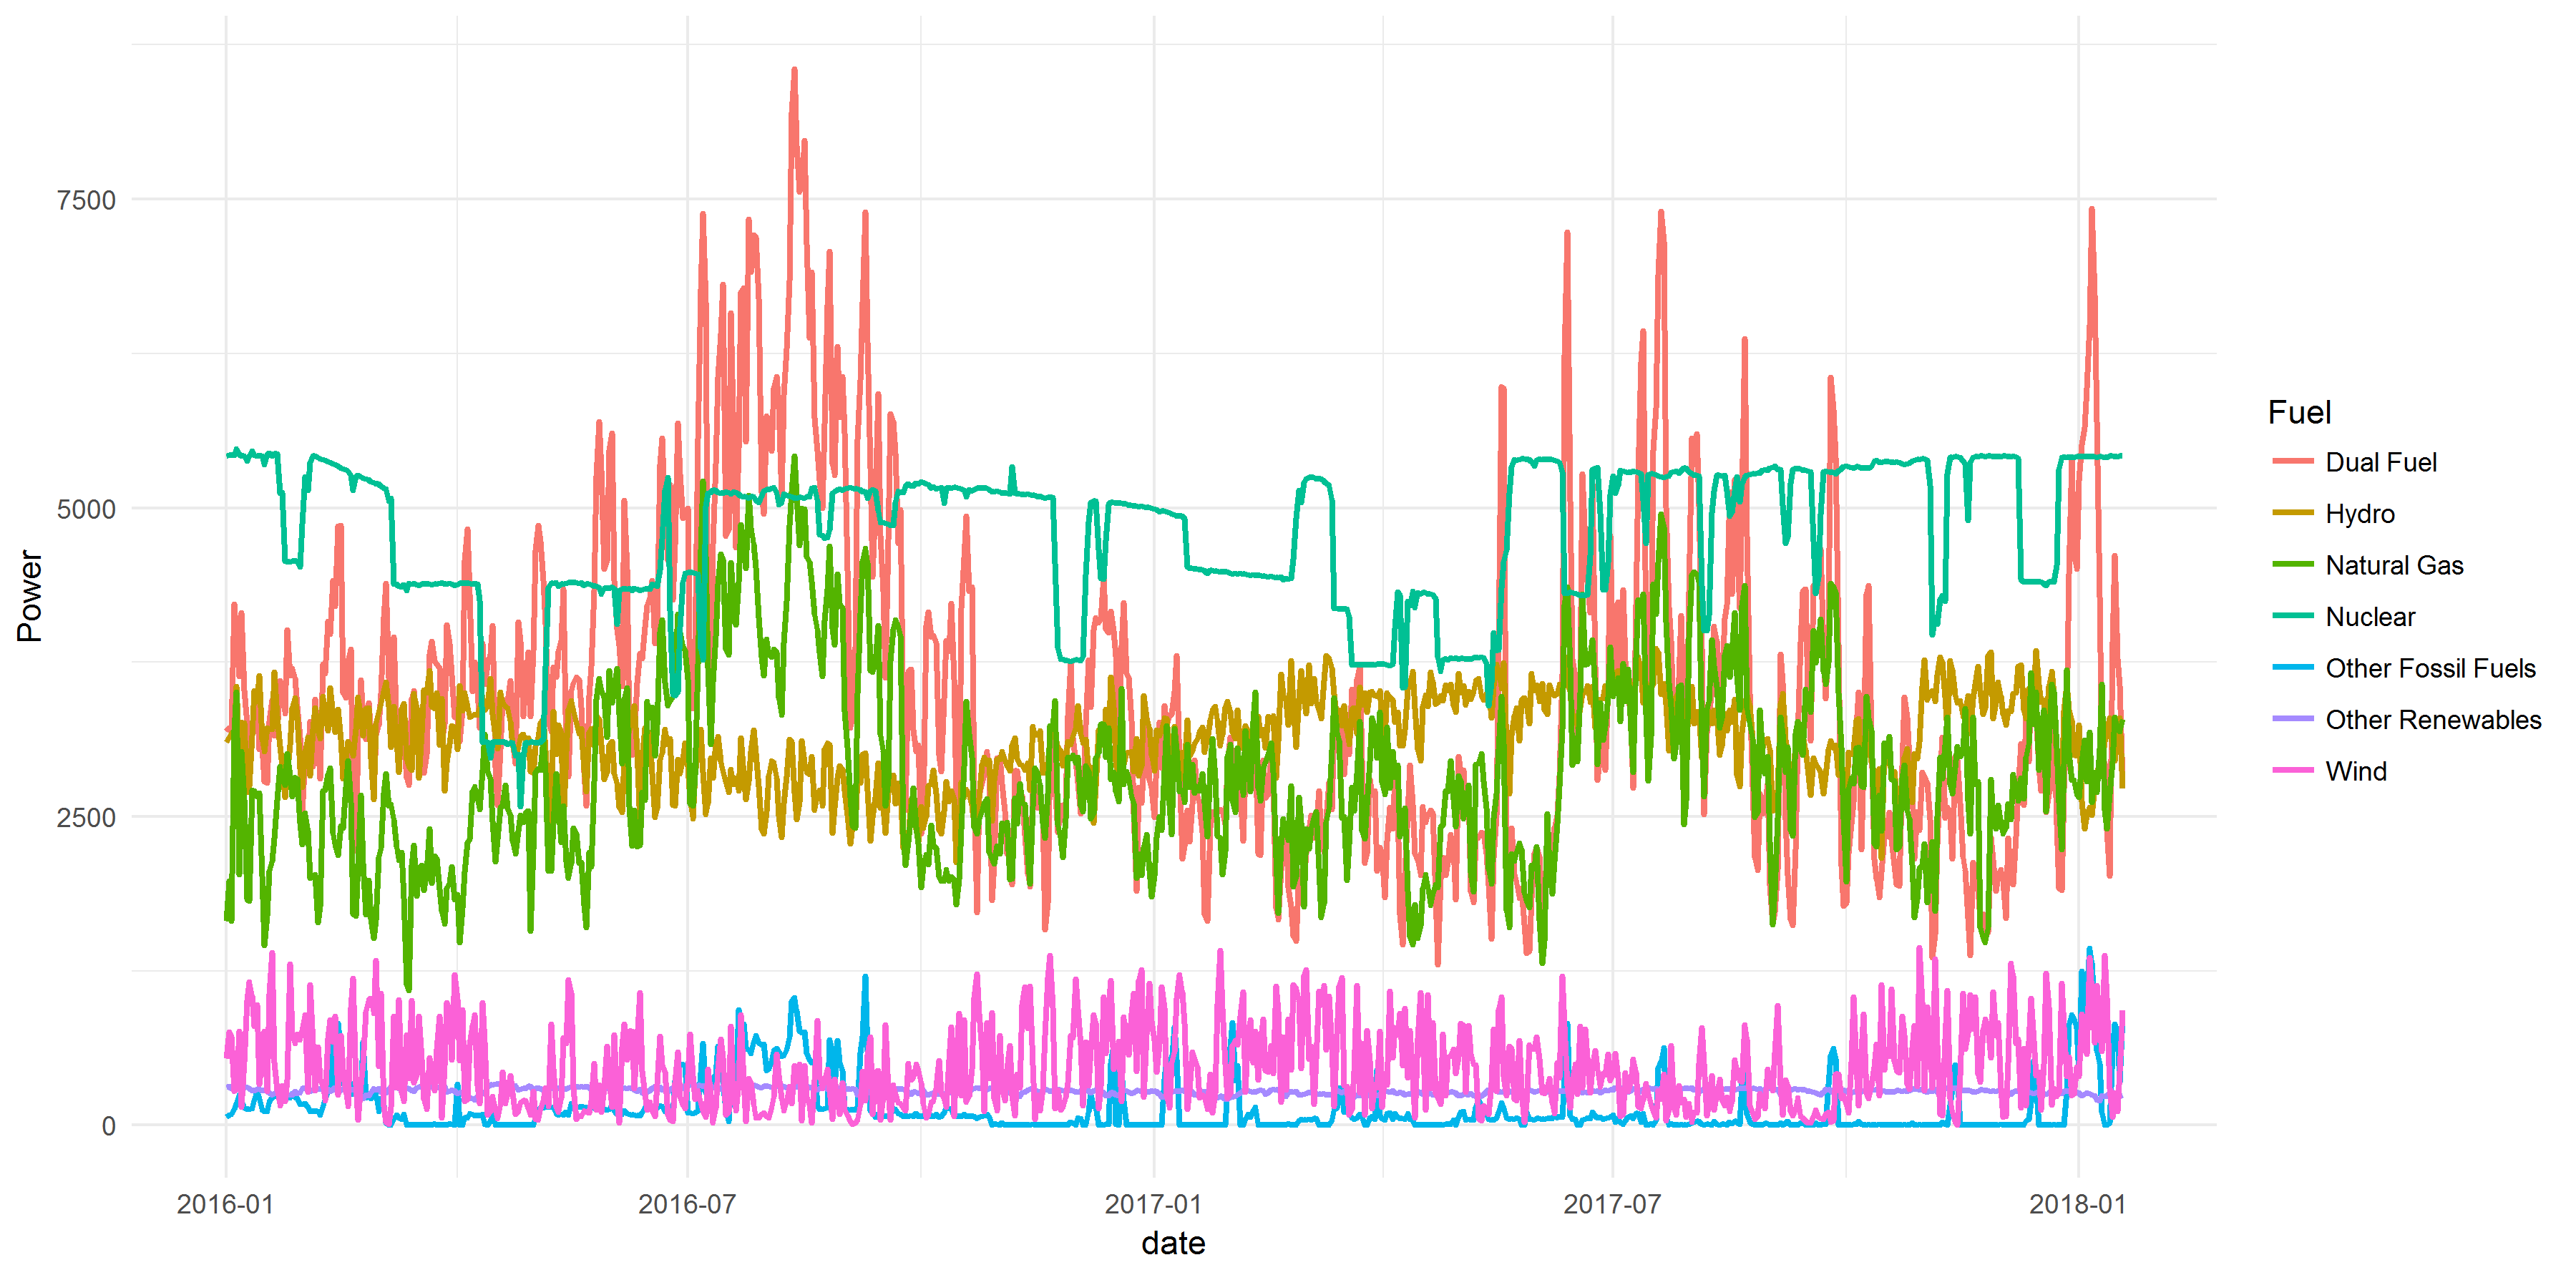 7500
5000
2500
0
Power
2016-01
2016-07
2017-01
2017-07
2018-01
date
Fuel
Dual Fuel
Hydro
Natural Gas
Nuclear
Other Fossil Fuels
Other Renewables
Wind